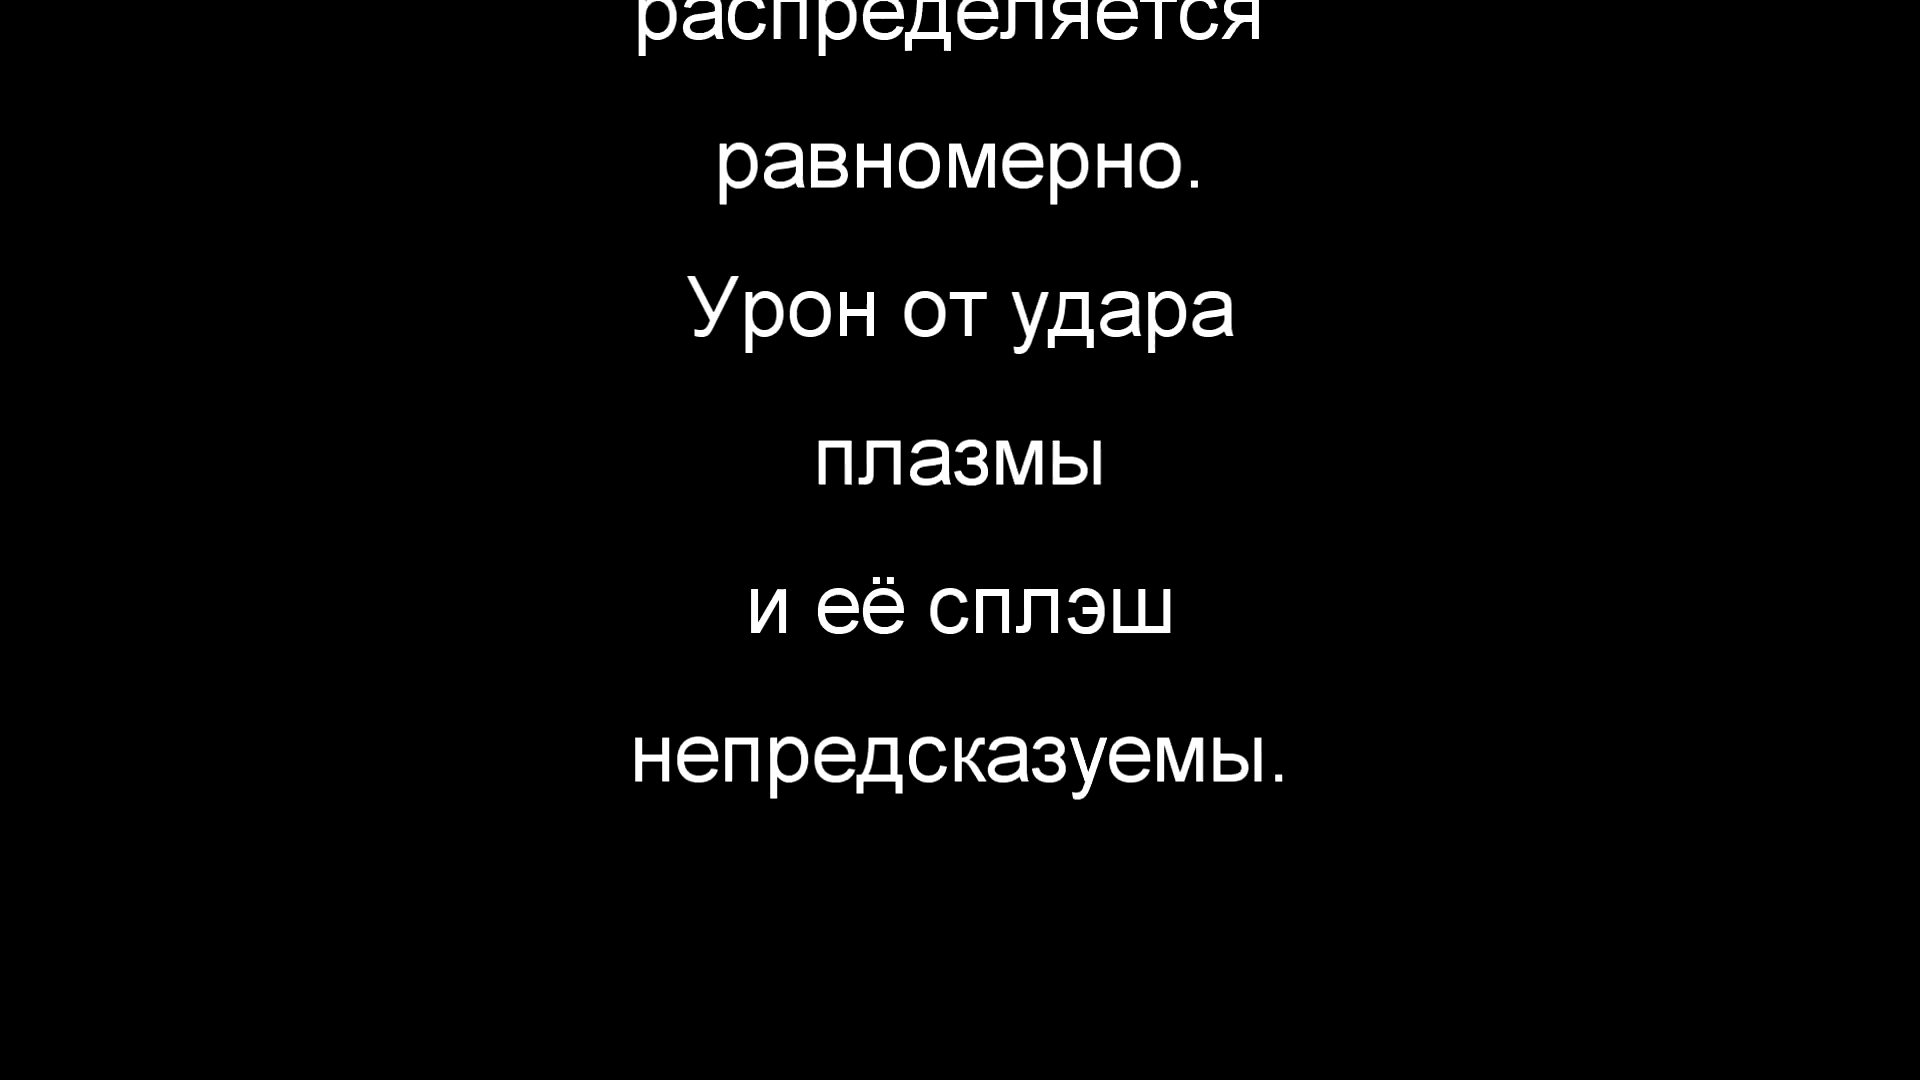 распределяется
равномерно.
Урон от удара
плазмы
и её сплэш
непредсказуемы.